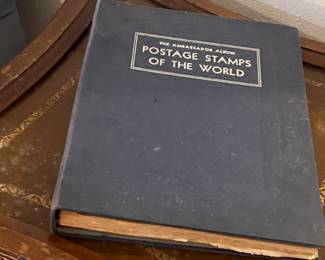 THE AMBASSADOR ALBUM
POSTAGE STAMPS
OF THE WORLD